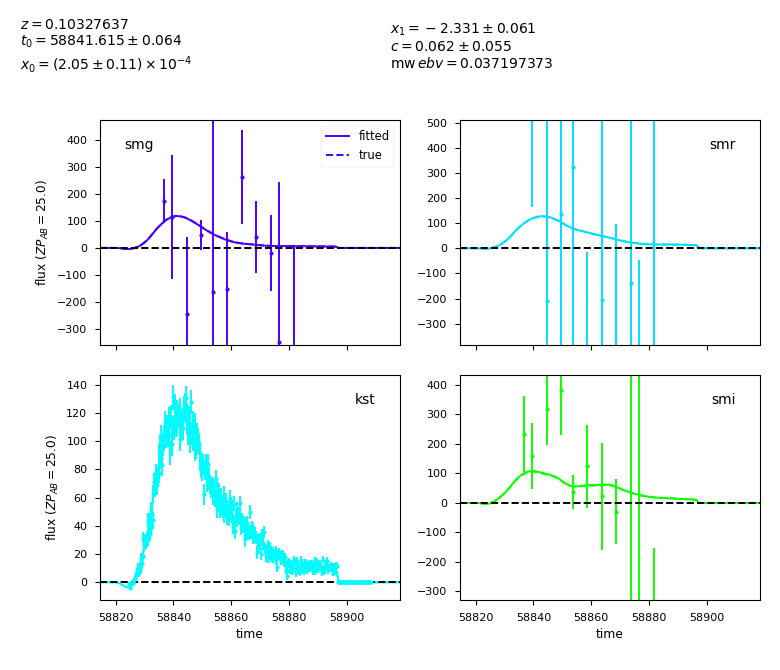 z = 0.10327637
t0 = 58841.615 ± 0.064
x0 = (2.05 ± 0.11) × 10^−4
x1 = −2.331 ± 0.061
c = 0.062 ± 0.055
mw ebv = 0.037197373
smg
fitted
true
400
300
200
100
0
−100
−200
−300
flux (ZP_AB = 25.0)
smr
500
400
300
200
100
0
−100
−200
−300
kst
140
120
100
80
60
40
20
0
flux (ZP_AB = 25.0)
58820 58840 58860 58880 58900
time
smi
400
300
200
100
0
−100
−200
−300
58820 58840 58860 58880 58900
time